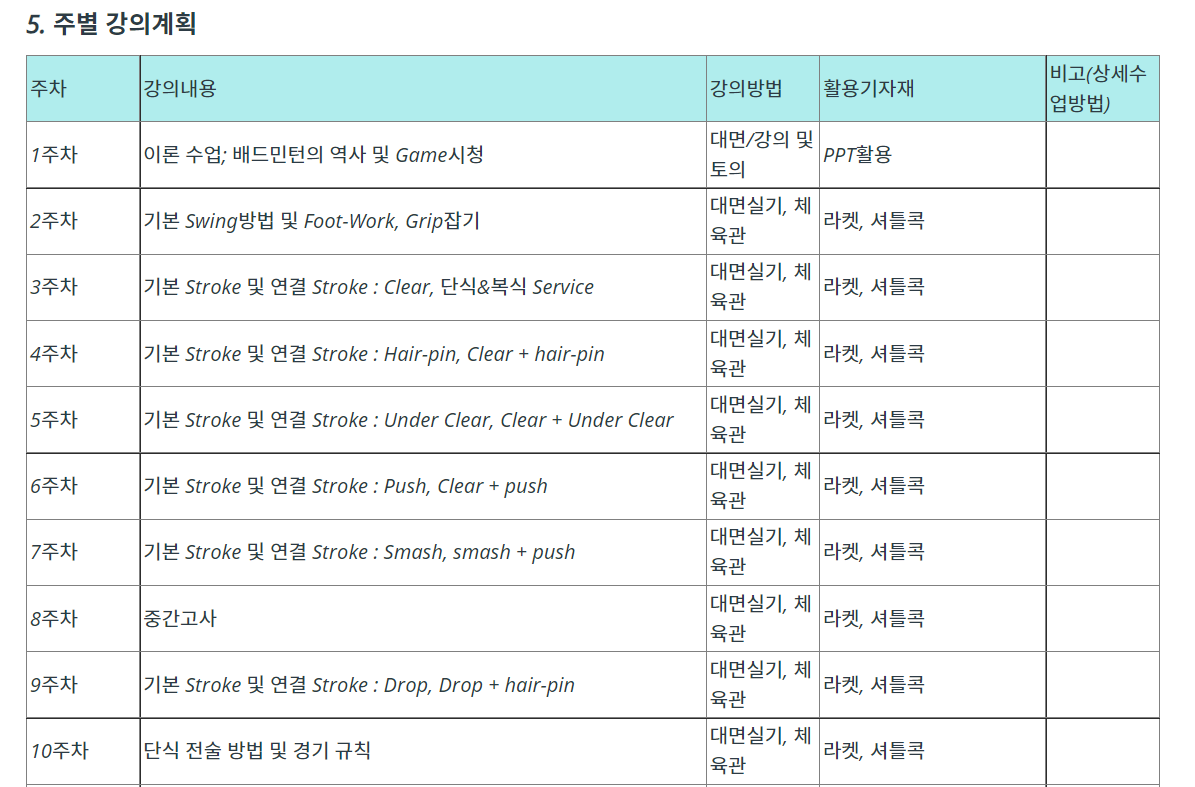 5. 주별 강의계획
주차 강의내용 강의방법 활용기자재 비고(상세수
업방법)
1주차 이론 수업; 배드민턴의 역사 및 Game시청 대면/강의 및
토의 PPT활용
2주차 기본 Swing방법 및 Foot-Work, Grip잡기 대면실기, 체
육관 라켓, 셔틀콕
3주차 기본 Stroke 및 연결 Stroke : Clear, 단식&복식 Service 대면실기, 체
육관 라켓, 셔틀콕
4주차 기본 Stroke 및 연결 Stroke : Hair-pin, Clear + hair-pin 대면실기, 체
육관 라켓, 셔틀콕
5주차 기본 Stroke 및 연결 Stroke : Under Clear, Clear + Under Clear 대면실기, 체
육관 라켓, 셔틀콕
6주차 기본 Stroke 및 연결 Stroke : Push, Clear + push 대면실기, 체
육관 라켓, 셔틀콕
7주차 기본 Stroke 및 연결 Stroke : Smash, smash + push 대면실기, 체
육관 라켓, 셔틀콕
8주차 중간고사 대면실기, 체
육관 라켓, 셔틀콕
9주차 기본 Stroke 및 연결 Stroke : Drop, Drop + hair-pin 대면실기, 체
육관 라켓, 셔틀콕
10주차 단식 전술 방법 및 경기 규칙 대면실기, 체
육관 라켓, 셔틀콕